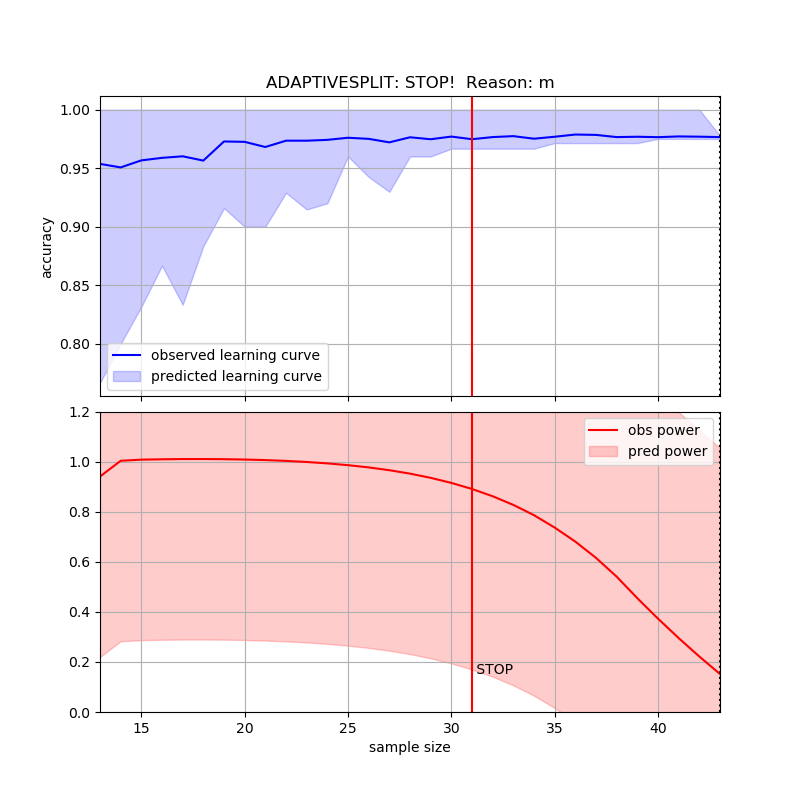 ADAPTIVESPLIT: STOP!  Reason: m
1.00
0.95
0.90
0.85
0.80
accuracy
observed learning curve
predicted learning curve
1.2
1.0
0.8
0.6
0.4
0.2
0.0
obs power
pred power
STOP
15 20 25 30 35 40
sample size